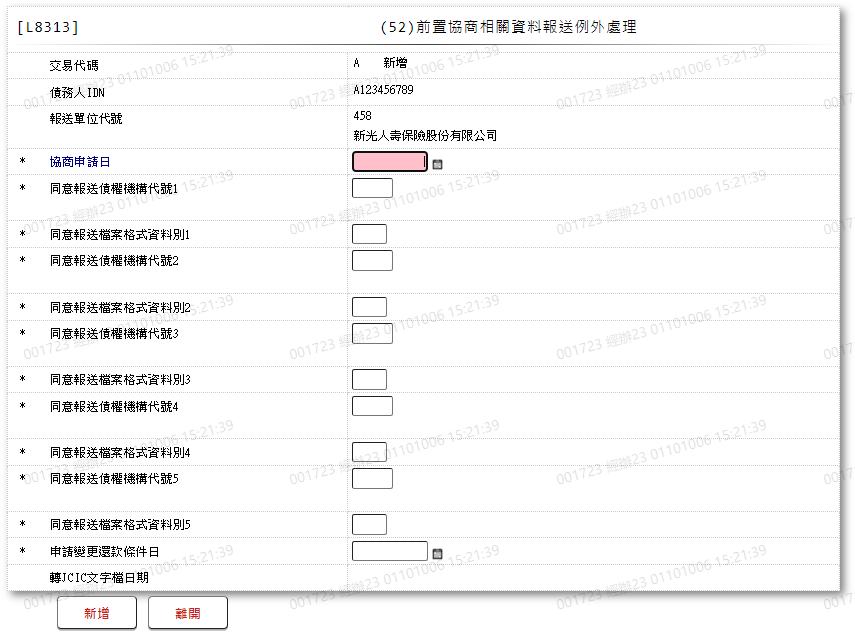 [L8313] (52)前置協商相關資料報送例外處理
交易代碼 A 新增
債務人IDN A123456789
報送單位代號 458
新光人壽保險股份有限公司
* 協商申請日
* 同意報送債權機構代號1
* 同意報送檔案格式資料別1
* 同意報送債權機構代號2
* 同意報送檔案格式資料別2
* 同意報送債權機構代號3
* 同意報送檔案格式資料別3
* 同意報送債權機構代號4
* 同意報送檔案格式資料別4
* 同意報送債權機構代號5
* 同意報送檔案格式資料別5
* 申請變更還款條件日
轉JCIC文字檔日期
新增 離開
001723 經辦23 01101006 15:21:39